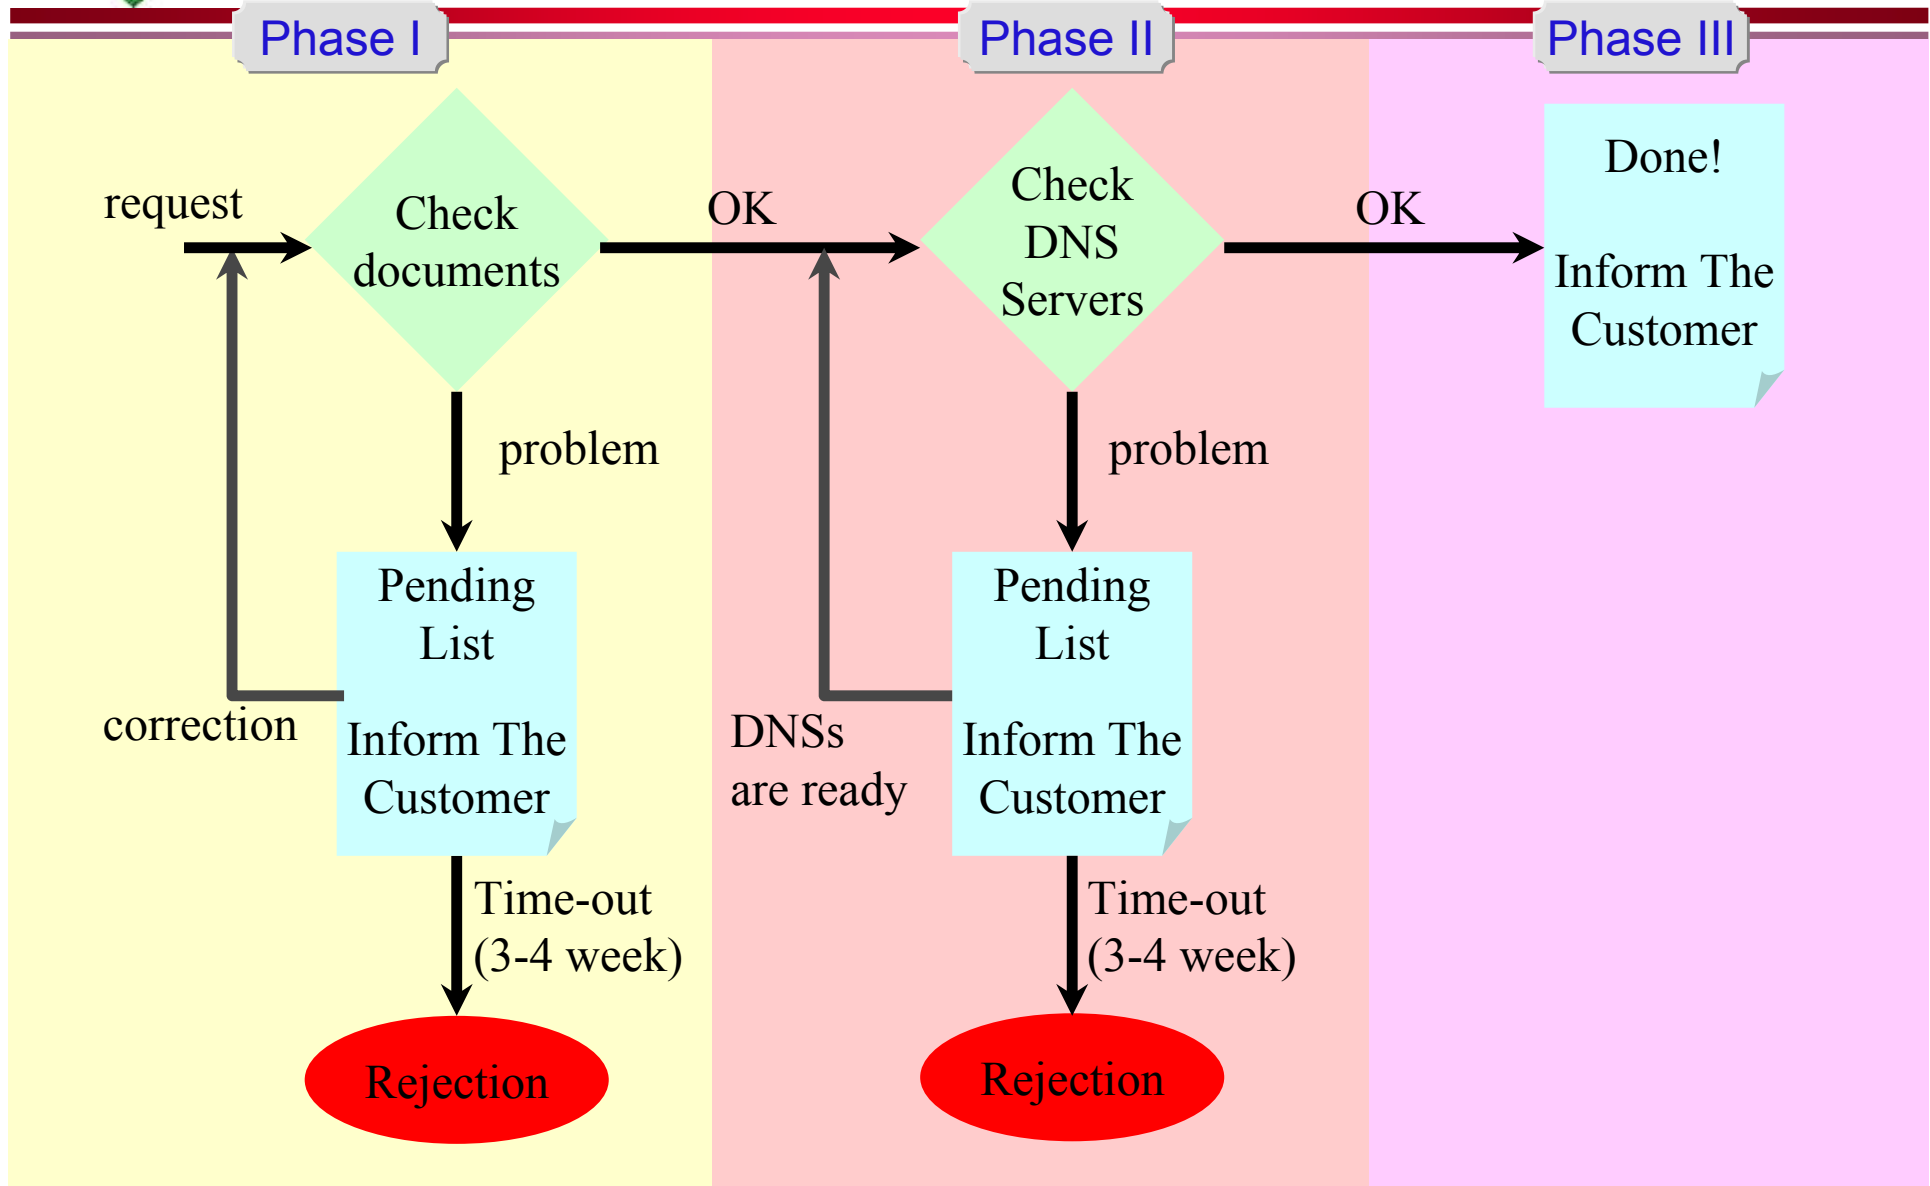 Phase I
Phase II
Phase III
request
Check
documents
OK
Check
DNS
Servers
OK
Done!
Inform The
Customer
problem
problem
Pending
List
Inform The
Customer
correction
Pending
List
Inform The
Customer
DNSs
are ready
Time-out
(3-4 week)
Time-out
(3-4 week)
Rejection
Rejection